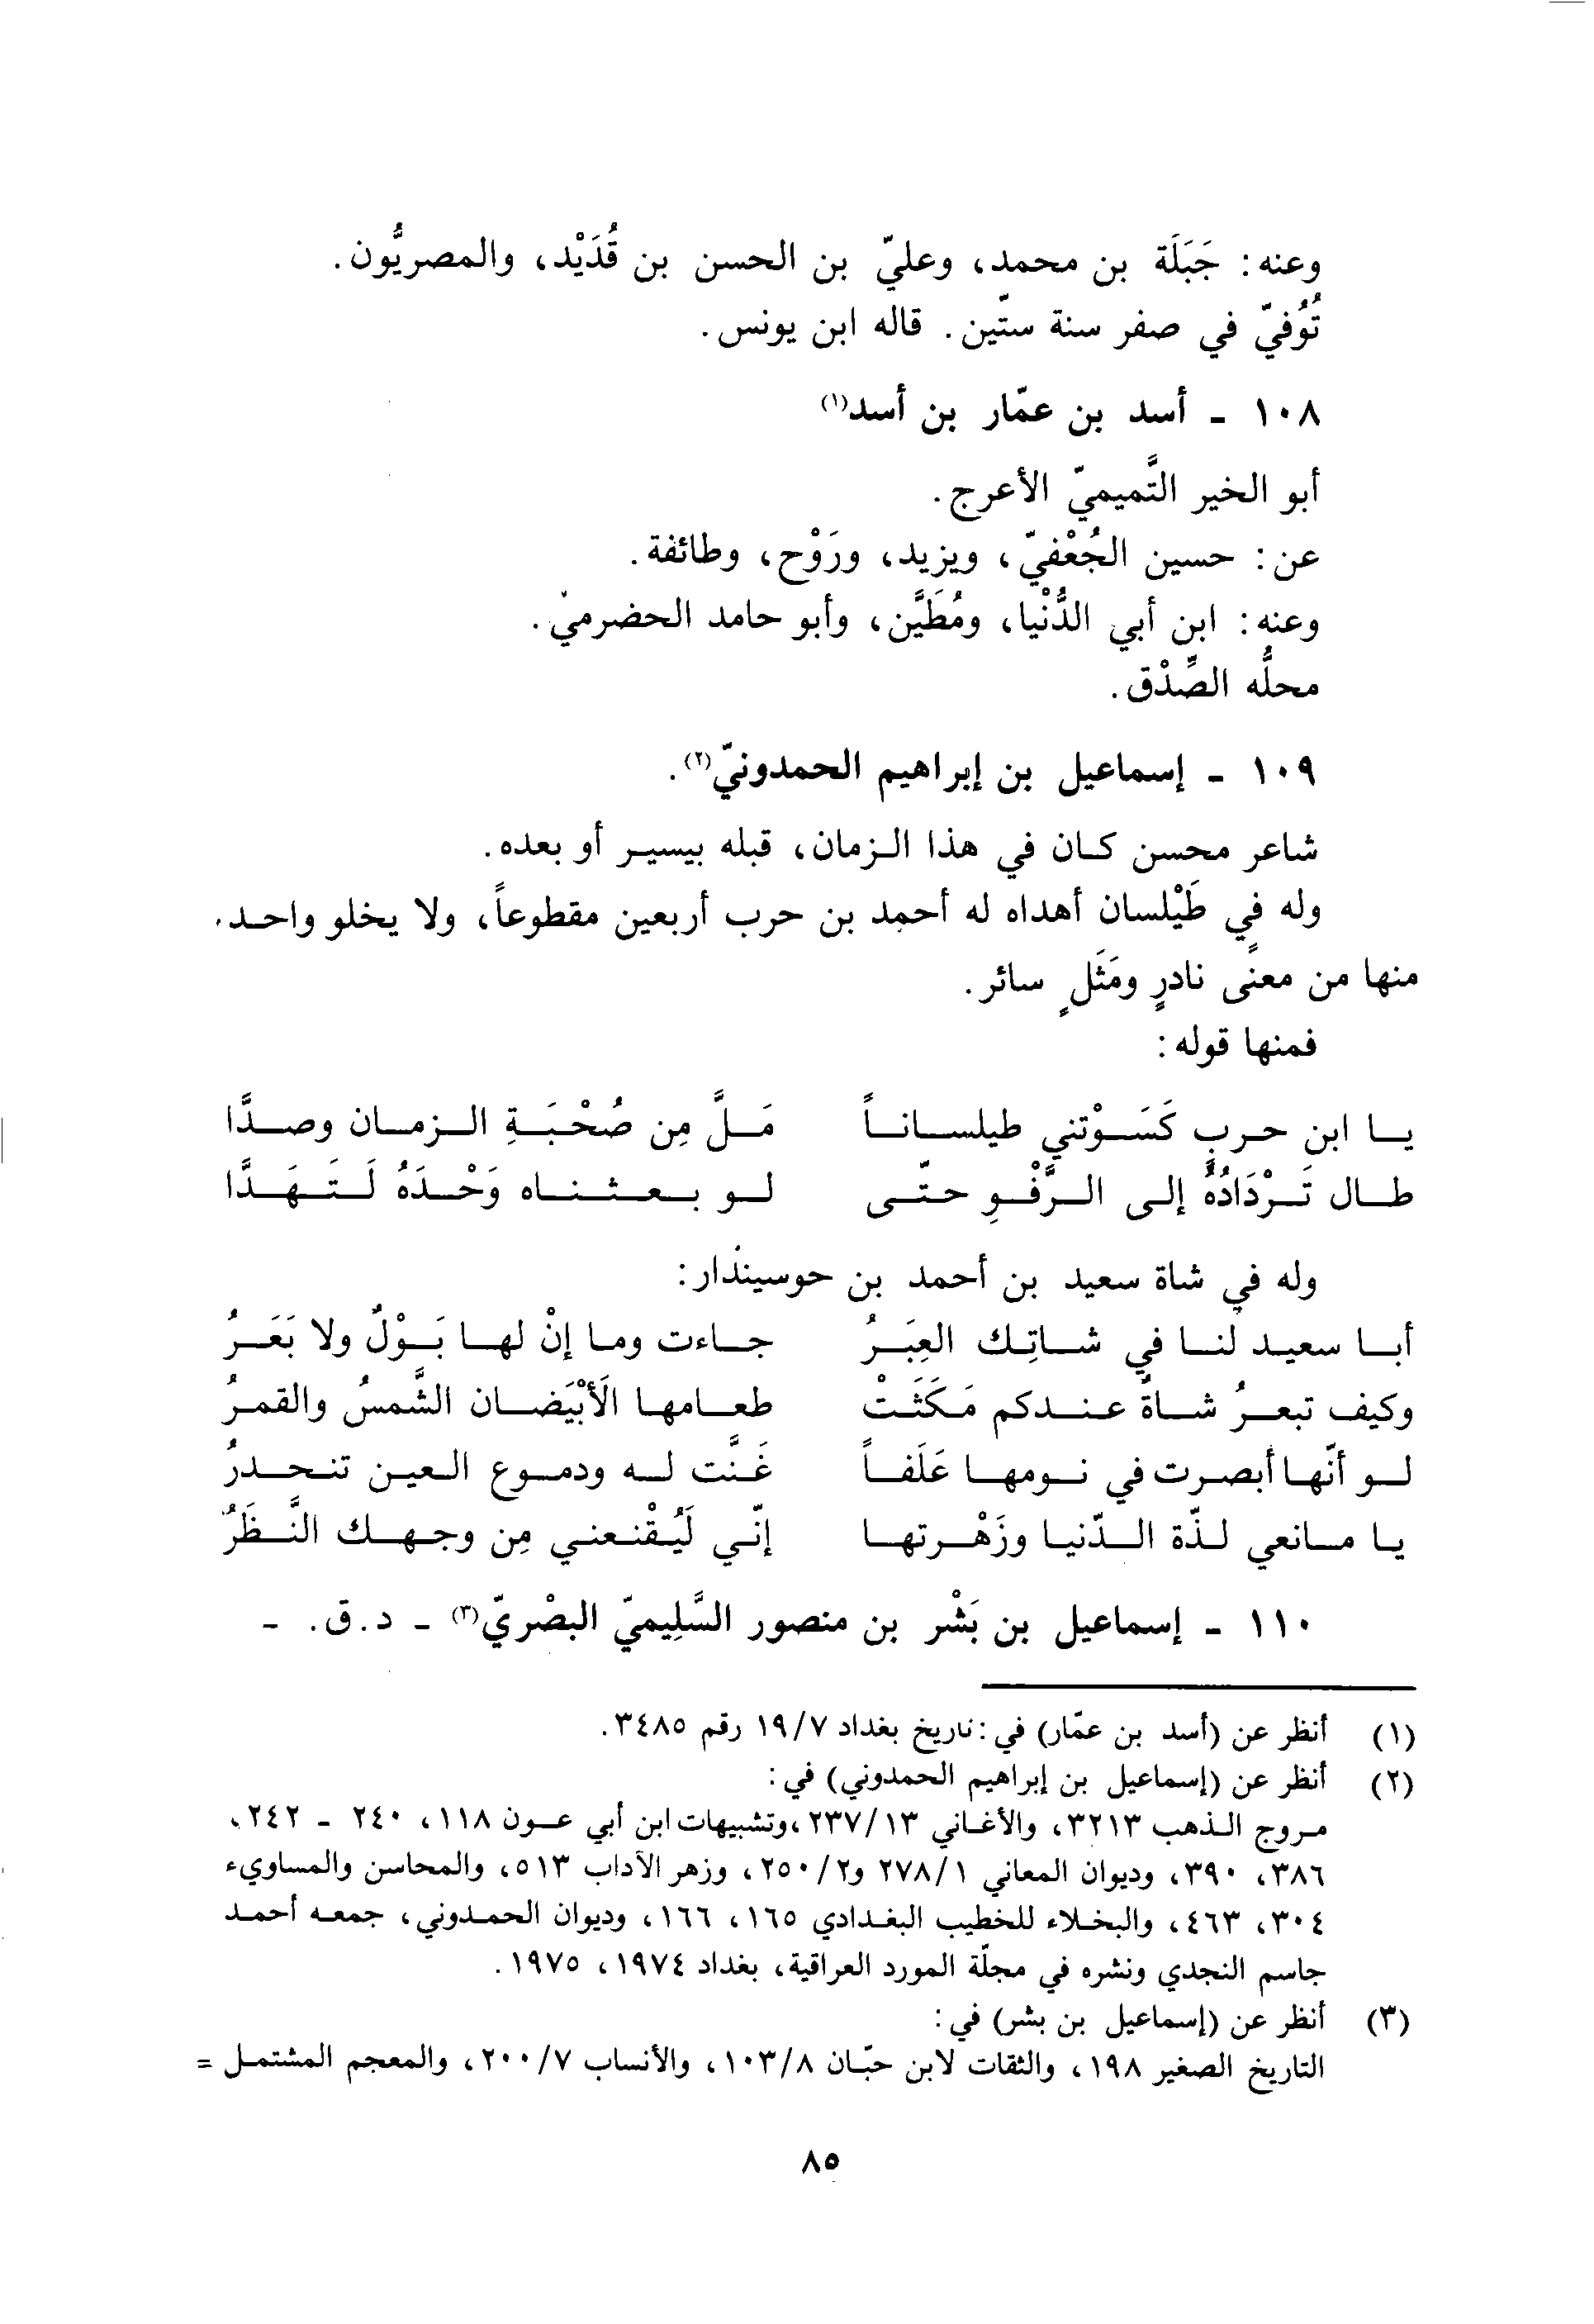 وعنه: جَبَلَة بن محمد، وعليّ بن الحسن بن قُدَيْد، والمصريُّون.
تُوُفيّ في صفر سنة ستّين. قاله ابن يونس.
١٠٨ - أسد بن عمّار بن أسد(١)
أبو الخير التَّميميّ الأعرج.
عن: حسين الجُعْفيّ، ويزيد، ورَوْح، وطائفة.
وعنه: ابن أبي الدُّنْيا، ومُطَيَّن، وأبو حامد الحضرميّ.
محلُّه الصِّدْق.
١٠٩ - إسماعيل بن إبراهيم الحمدونيّ(٢).
شاعر محسن كان في هذا الزمان، قبله بيسير أو بعده.
وله في طَيْلسان أهداه له أحمد بن حرب أربعين مقطوعاً، ولا يخلو واحد.
منها من معنًى نادرٍ ومَثَلٍ سائر.
فمنها قوله:
يا ابن حربٍ كَسَوْتني طيلساناً مَلَّ مِن صُحْبَةِ الزمان وصدَّا
طال تَرْدَادُهُ إلى الرَّفْوِ حتّى لو بعثناه وَحْدَهُ لَتَهَدَّا
وله في شاة سعيد بن أحمد بن حوسينذار:
أبا سعيد لنا في شاتِك العِبَرُ جاءت وما إنْ لها بَوْلٌ ولا بَعَرُ
وكيف تبعرُ شاةٌ عندكم مَكَثَتْ طعامها الَأبْيَضان الشَّمسُ والقمرُ
لو أنّها أبصرت في نومها عَلَفاً غَنَّت له ودموع العين تنحدرُ
يا مانعي لذّة الدّنيا وزَهْرتها إنّي لَيُقْنعني مِن وجهك النَّظَرُ
١١٠ - إسماعيل بن بَشْر بن منصور السَّلِيميّ البصْريّ(٣) - د. ق. -
(١) أنظر عن (أسد بن عمّار) في: تاريخ بغداد ١٩/٧ رقم ٣٤٨٥.
(٢) أنظر عن (إسماعيل بن إبراهيم الحمدوني) في:
مروج الذهب ٣٢١٣، والأغاني ٢٣٧/١٣، وتشبيهات ابن أبي عون ١١٨، ٢٤٠ - ٢٤٢،
٣٨٦، ٣٩٠، وديوان المعاني ٢٧٨/١ و٢٥٠/٢، وزهر الآداب ٥١٣، والمحاسن والمساويء
٣٠٤، ٤٦٣، والبخلاء للخطيب البغدادي ١٦٥، ١٦٦، وديوان الحمدوني، جمعه أحمد
جاسم النجدي ونشره في مجلّة المورد العراقية، بغداد ١٩٧٤، ١٩٧٥.
(٣) أنظر عن (إسماعيل بن بشر) في:
التاريخ الصغير ١٩٨، والثقات لابن حبّان ١٠٣/٨، والأنساب ٢٠٠/٧، والمعجم المشتمل =
٨٥